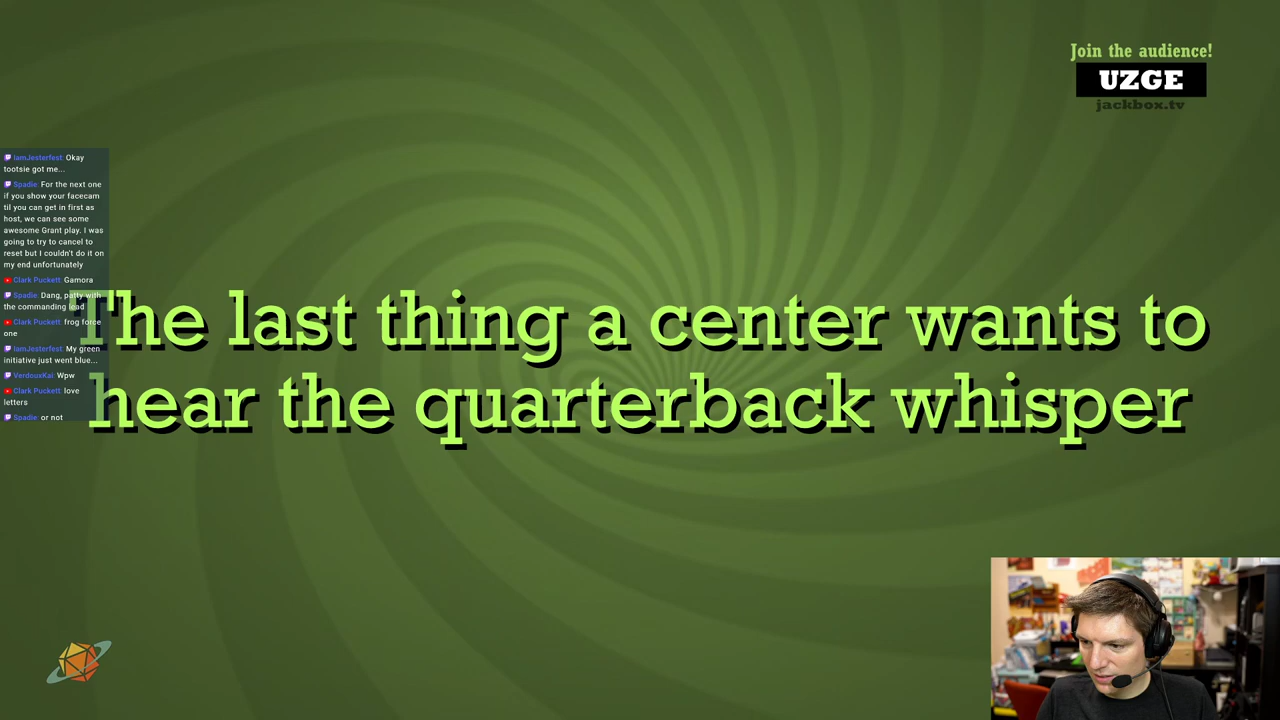 Join the audience!
UZGE
jackbox.tv
IamJesterfest: Okay
tootsie got me...
Spadie: For the next one
if you show your facecam
til you can get in first as
host, we can see some
awesome Grant play. I was
going to try to cancel to
reset but I couldn't do it on
my end unfortunately
Clark Puckett: Gamora
Spadie: Dang, patty with
the commanding lead
Clark Puckett: frog force
one
IamJesterfest: My green
initiative just went blue...
VerdouxKai: Wpw
Clark Puckett: love
letters
Spadie: or not
The last thing a center wants to
hear the quarterback whisper